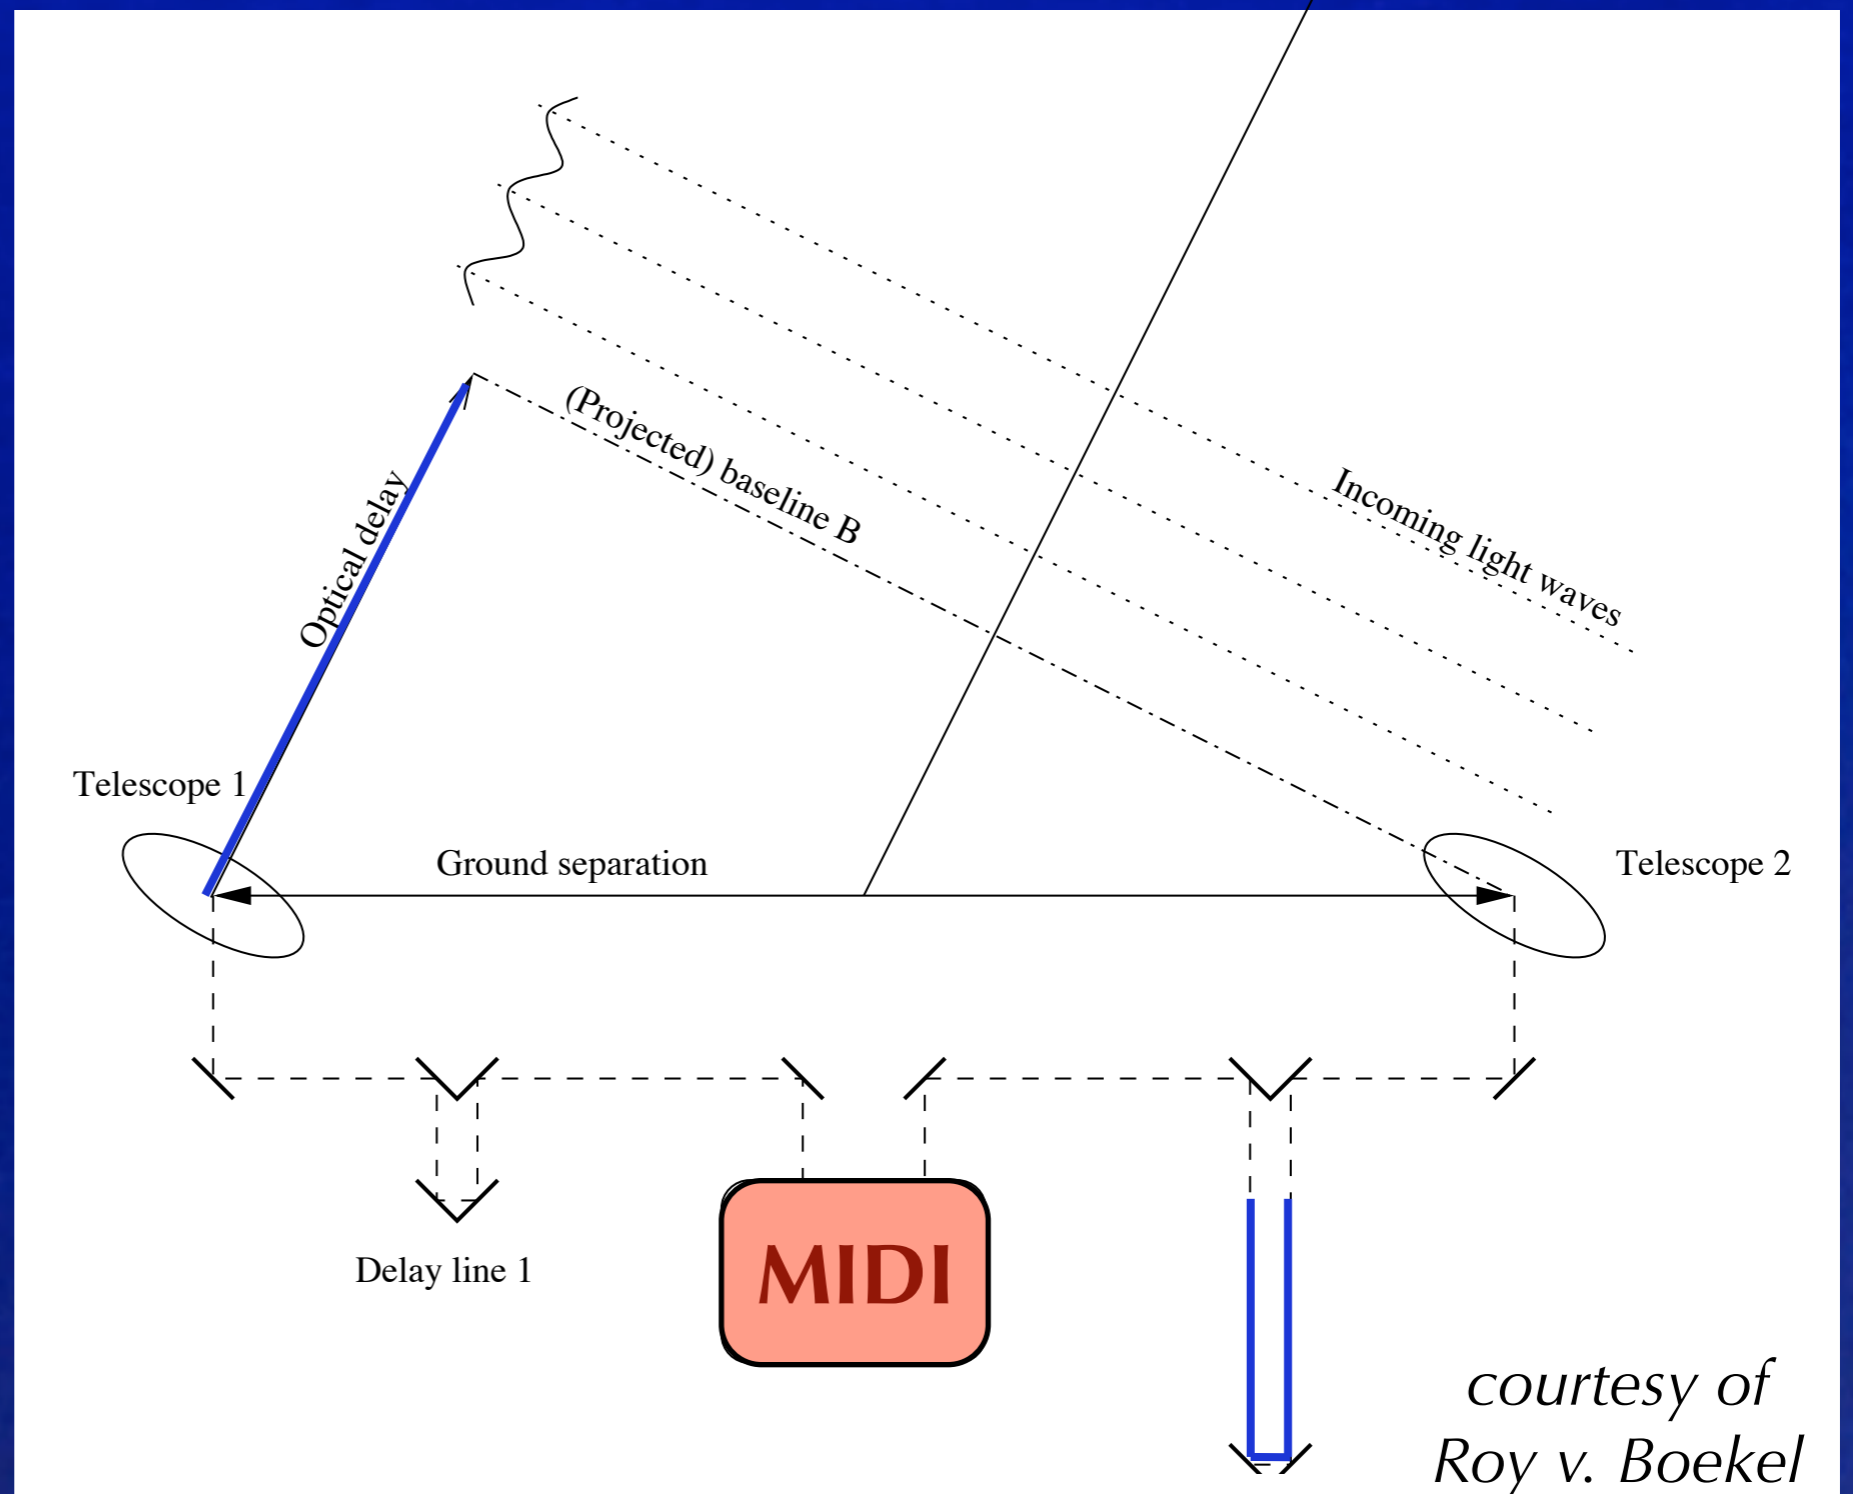 (Projected) baseline B
Incoming light waves
Optical delay
Telescope 1
Ground separation
Telescope 2
Delay line 1
MIDI
courtesy of
Roy v. Boekel